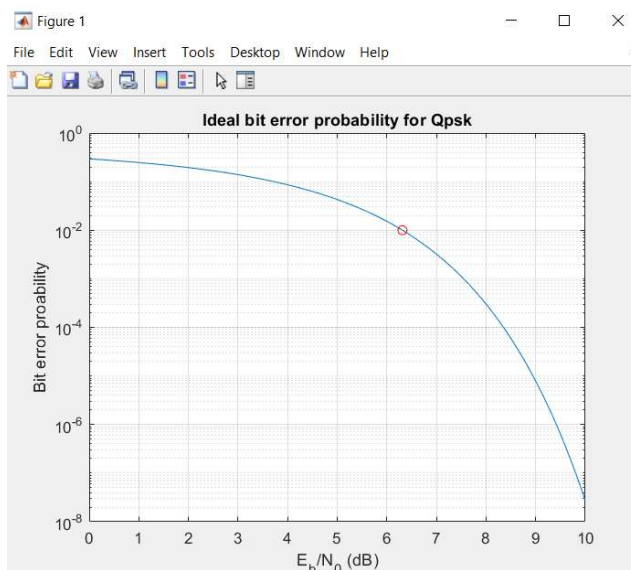 Figure 1
File Edit View Insert Tools Desktop Window Help
Ideal bit error probability for Qpsk
10^0
10^-2
10^-4
10^-6
10^-8
Bit error proability
0 1 2 3 4 5 6 7 8 9 10
E_b/N_0 (dB)